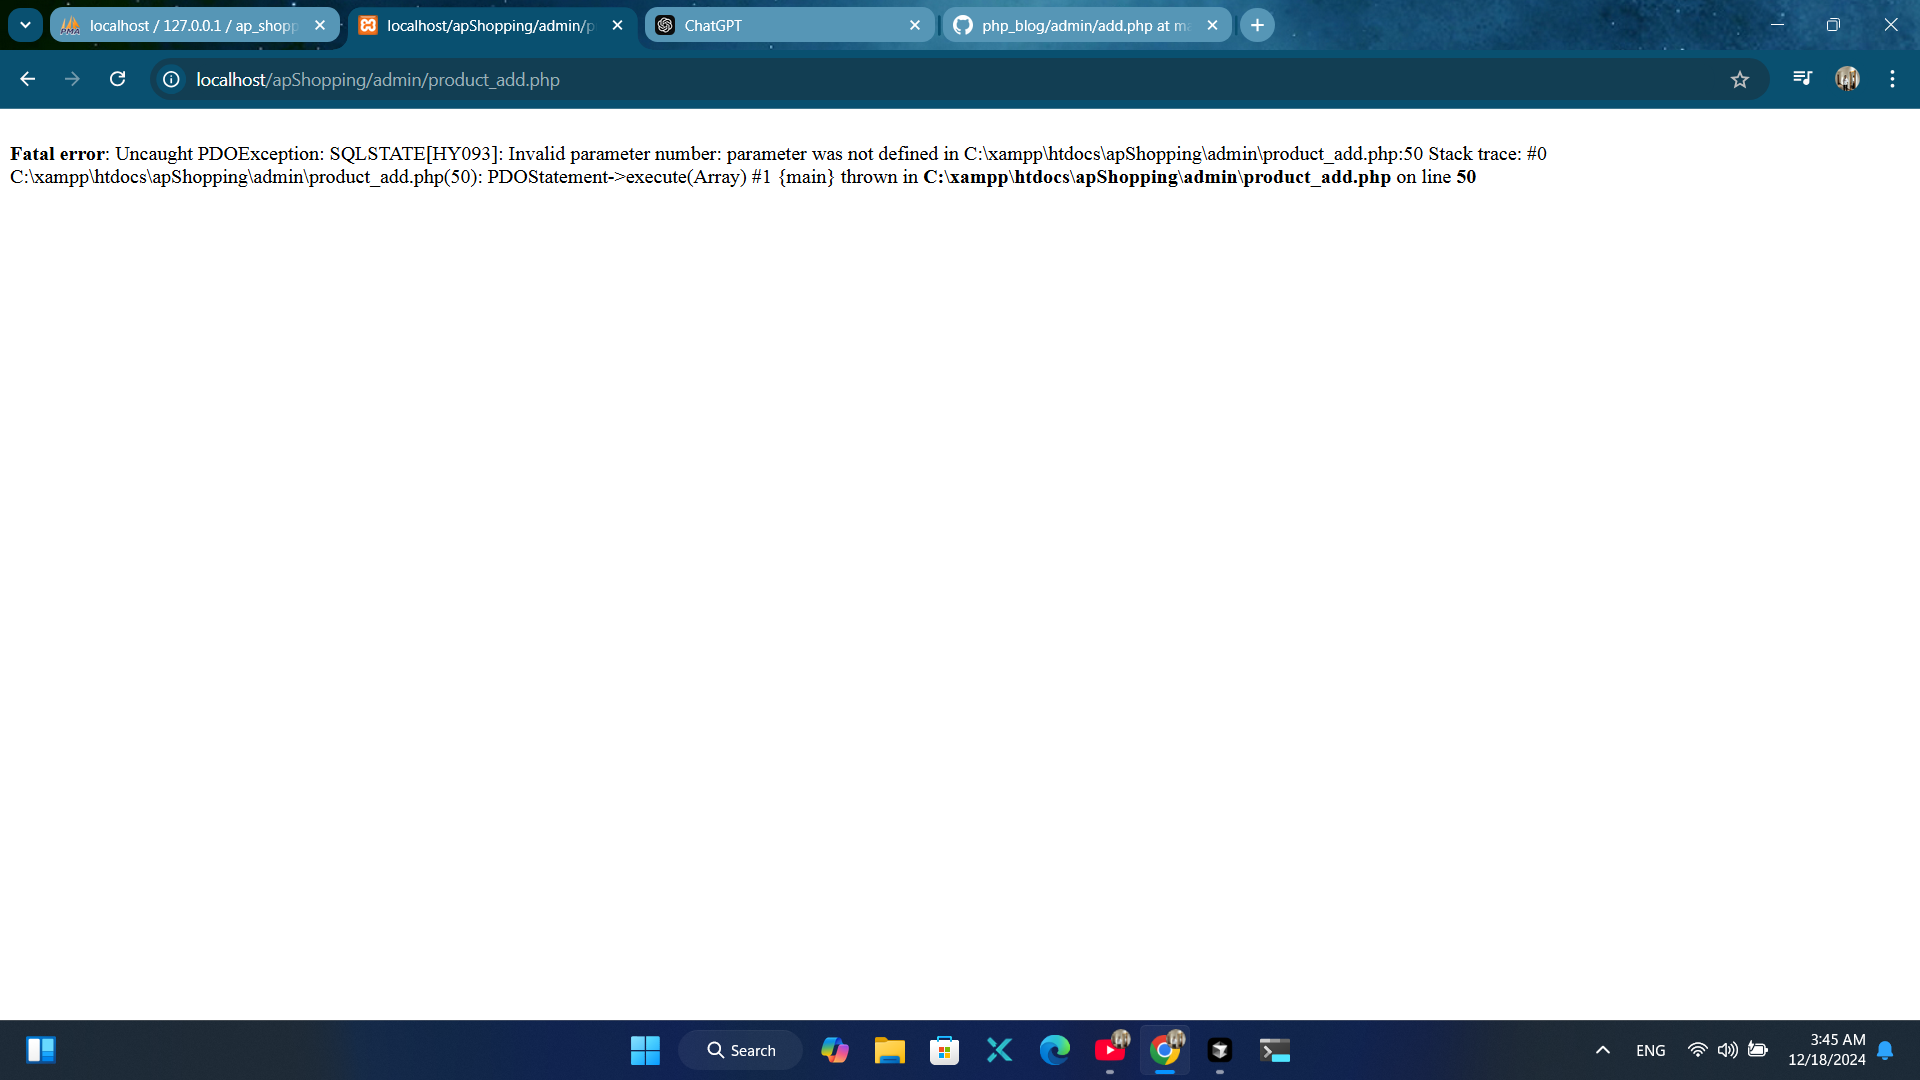 localhost / 127.0.0.1 / ap_shopp
localhost/apShopping/admin/p
ChatGPT
php_blog/admin/add.php at ma
localhost/apShopping/admin/product_add.php
Fatal error: Uncaught PDOException: SQLSTATE[HY093]: Invalid parameter number: parameter was not defined in C:\xampp\htdocs\apShopping\admin\product_add.php:50 Stack trace: #0
C:\xampp\htdocs\apShopping\admin\product_add.php(50): PDOStatement->execute(Array) #1 {main} thrown in C:\xampp\htdocs\apShopping\admin\product_add.php on line 50
Search
ENG
3:45 AM
12/18/2024